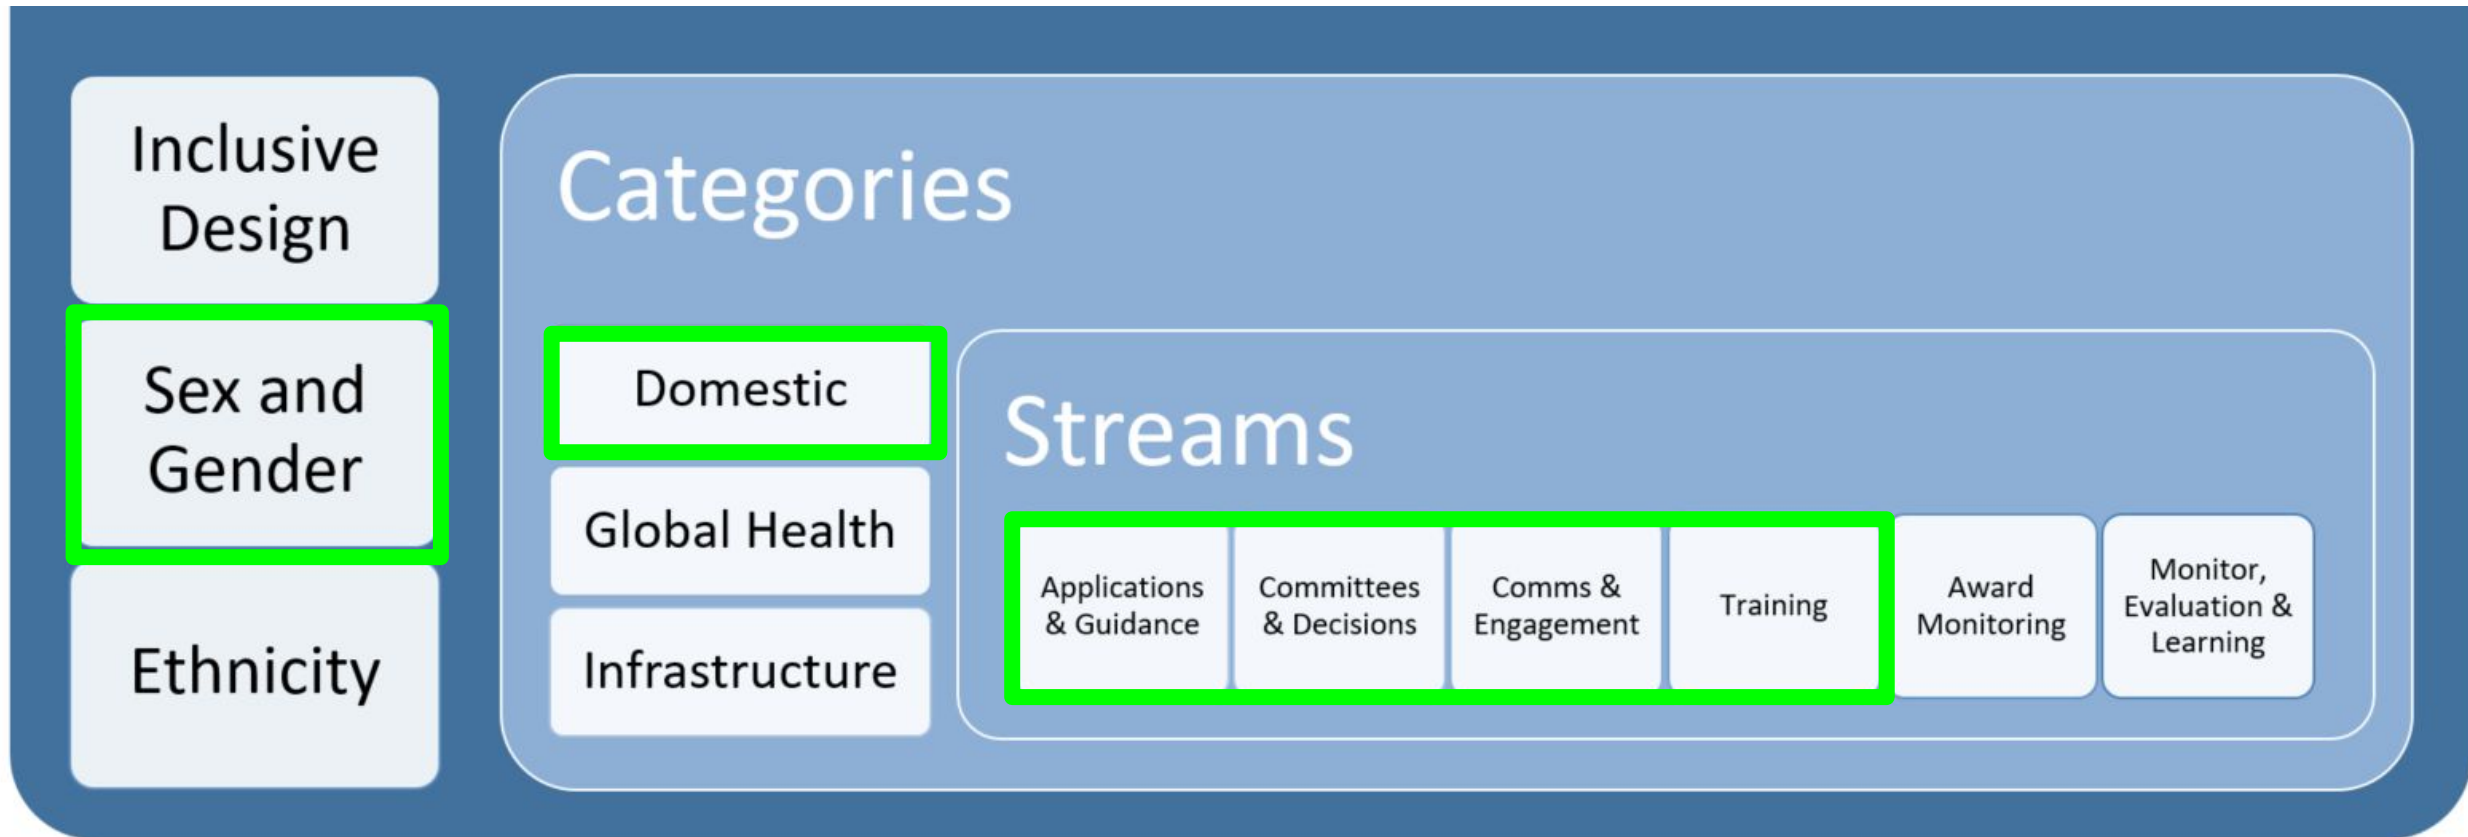 Inclusive
Design
Sex and
Gender
Ethnicity
Categories
Domestic
Global Health
Infrastructure
Streams
Applications
& Guidance
Committees
& Decisions
Comms &
Engagement
Training
Award
Monitoring
Monitor,
Evaluation &
Learning